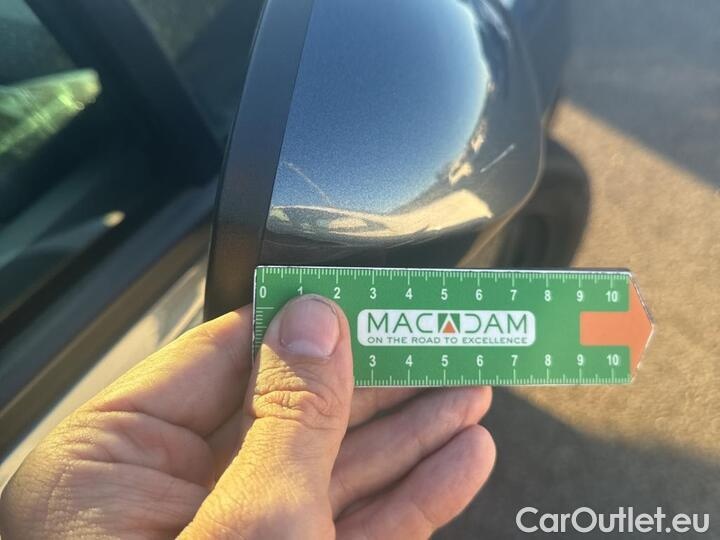 0 1 2 3 4 5 6 7 8 9 10
MACADAM
ON THE ROAD TO EXCELLENCE
3 4 5 6 7 8 9 10
CarOutlet.eu